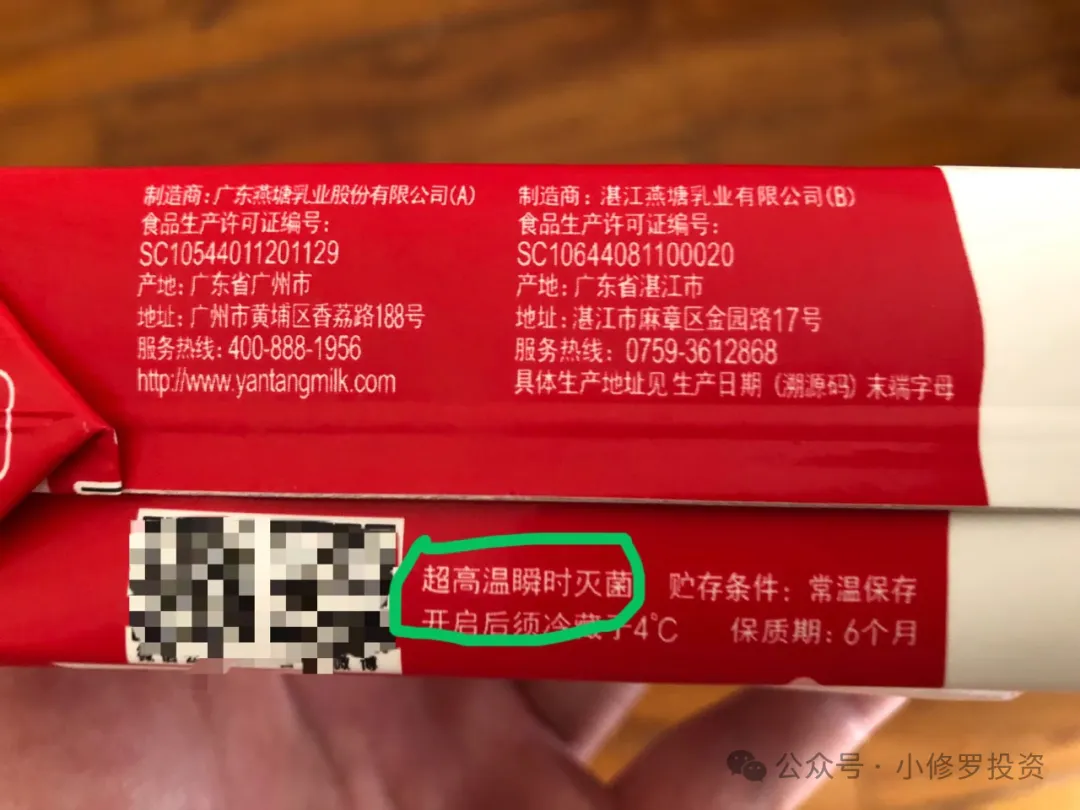 制造商：广东燕塘乳业股份有限公司(A)
食品生产许可证编号：
SC10544011201129
产地：广东省广州市
地址：广州市黄埔区香荔路188号
服务热线：400-888-1956
http://www.yantangmilk.com
制造商：湛江燕塘乳业有限公司(B)
食品生产许可证编号：
SC10644081100020
产地：广东省湛江市
地址：湛江市麻章区金园路17号
服务热线：0759-3612868
具体生产地址见生产日期（溯源码）末端字母
超高温瞬时灭菌
开启后须冷藏于4℃
贮存条件：常温保存
保质期：6个月
公众号·小修罗投资